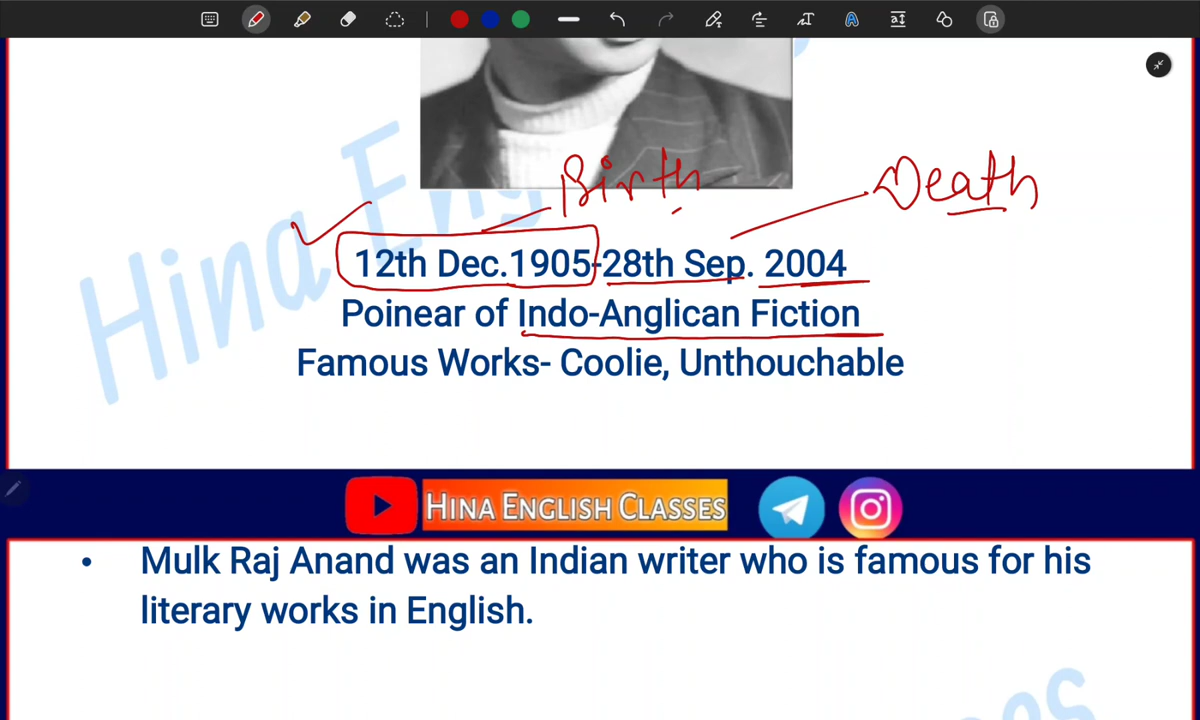 Birth
Death
12th Dec.1905-28th Sep. 2004
Poinear of Indo-Anglican Fiction
Famous Works- Coolie, Unthouchable
HINA ENGLISH CLASSES
• Mulk Raj Anand was an Indian writer who is famous for his
literary works in English.